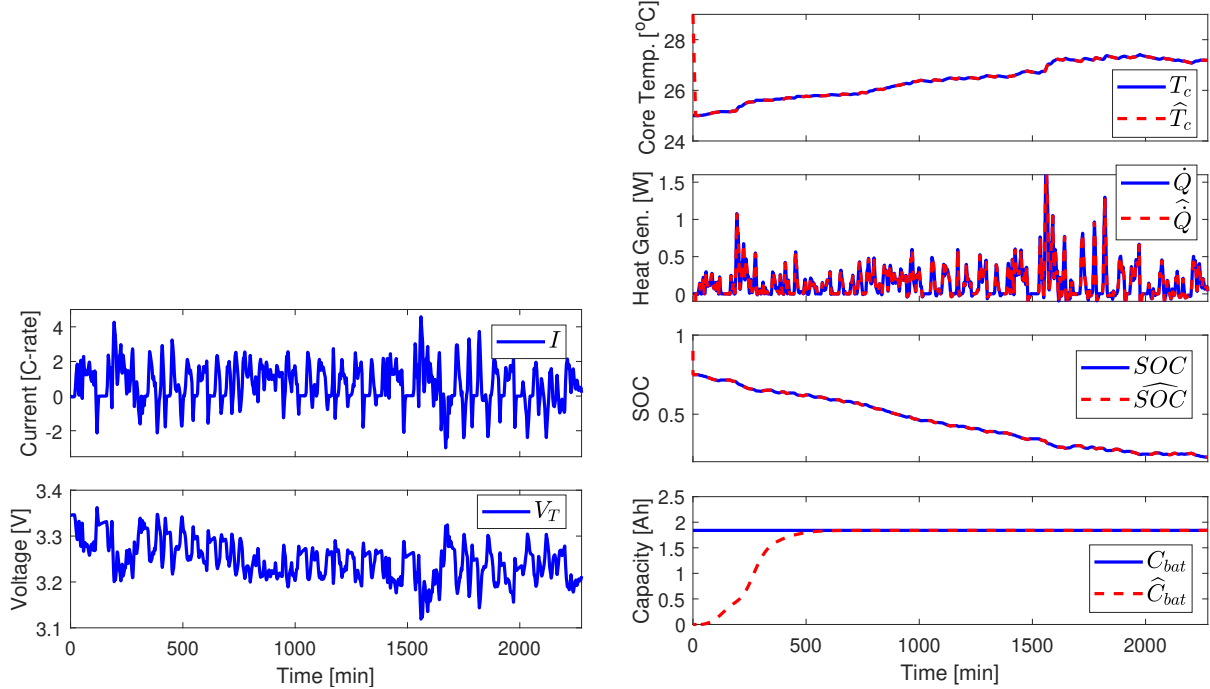 Current [C-rate]
4
2
0
-2
I
Voltage [V]
3.4
3.3
3.2
3.1
V_T
0 500 1000 1500 2000
Time [min]
Core Temp. [°C]
28
26
24
T_c
T̂_c
Heat Gen. [W]
1.5
1
0.5
0
Q̇
Q̇̂
SOC
1
0.5
SOC
SOĈ
Capacity [Ah]
2.5
2
1.5
1
0.5
0
C_bat
Ĉ_bat
0 500 1000 1500 2000
Time [min]